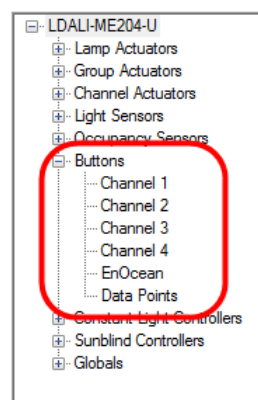 LDALI-ME204-U
Lamp Actuators
Group Actuators
Channel Actuators
Light Sensors
Occupancy Sensors
Buttons
Channel 1
Channel 2
Channel 3
Channel 4
EnOcean
Data Points
Constant Light Controllers
Sunblind Controllers
Globals